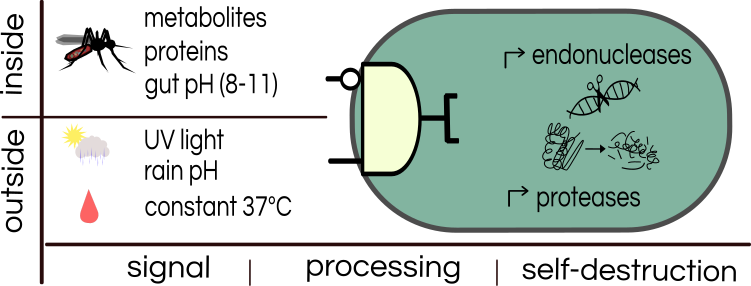 inside
metabolites
proteins
gut pH (8-11)
outside
UV light
rain pH
constant 37°C
endonucleases
proteases
signal | processing | self-destruction